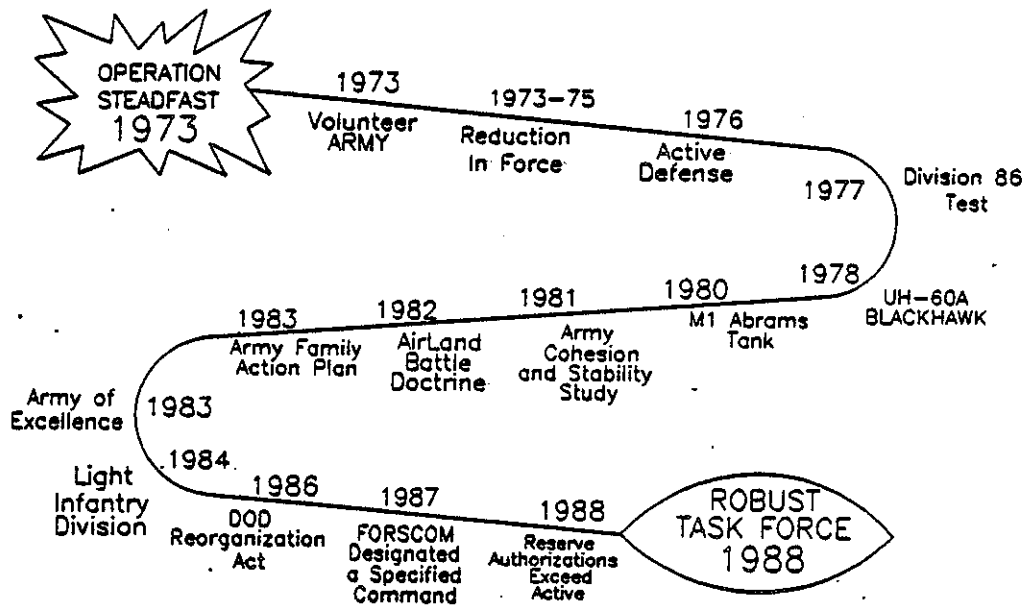 OPERATION
STEADFAST
1973
1973
Volunteer
ARMY
1973-75
Reduction
In Force
1976
Active
Defense
1977
Division 86
Test
1978
UH-60A
BLACKHAWK
1980
M1 Abrams
Tank
1981
Army
Cohesion
and Stability
Study
1982
AirLand
Battle
Doctrine
1983
Army Family
Action Plan
1983
Army of
Excellence
1984
Light
Infantry
Division
1986
DOD
Reorganization
Act
1987
FORSCOM
Designated
a Specified
Command
1988
Reserve
Authorizations
Exceed
Active
ROBUST
TASK FORCE
1988